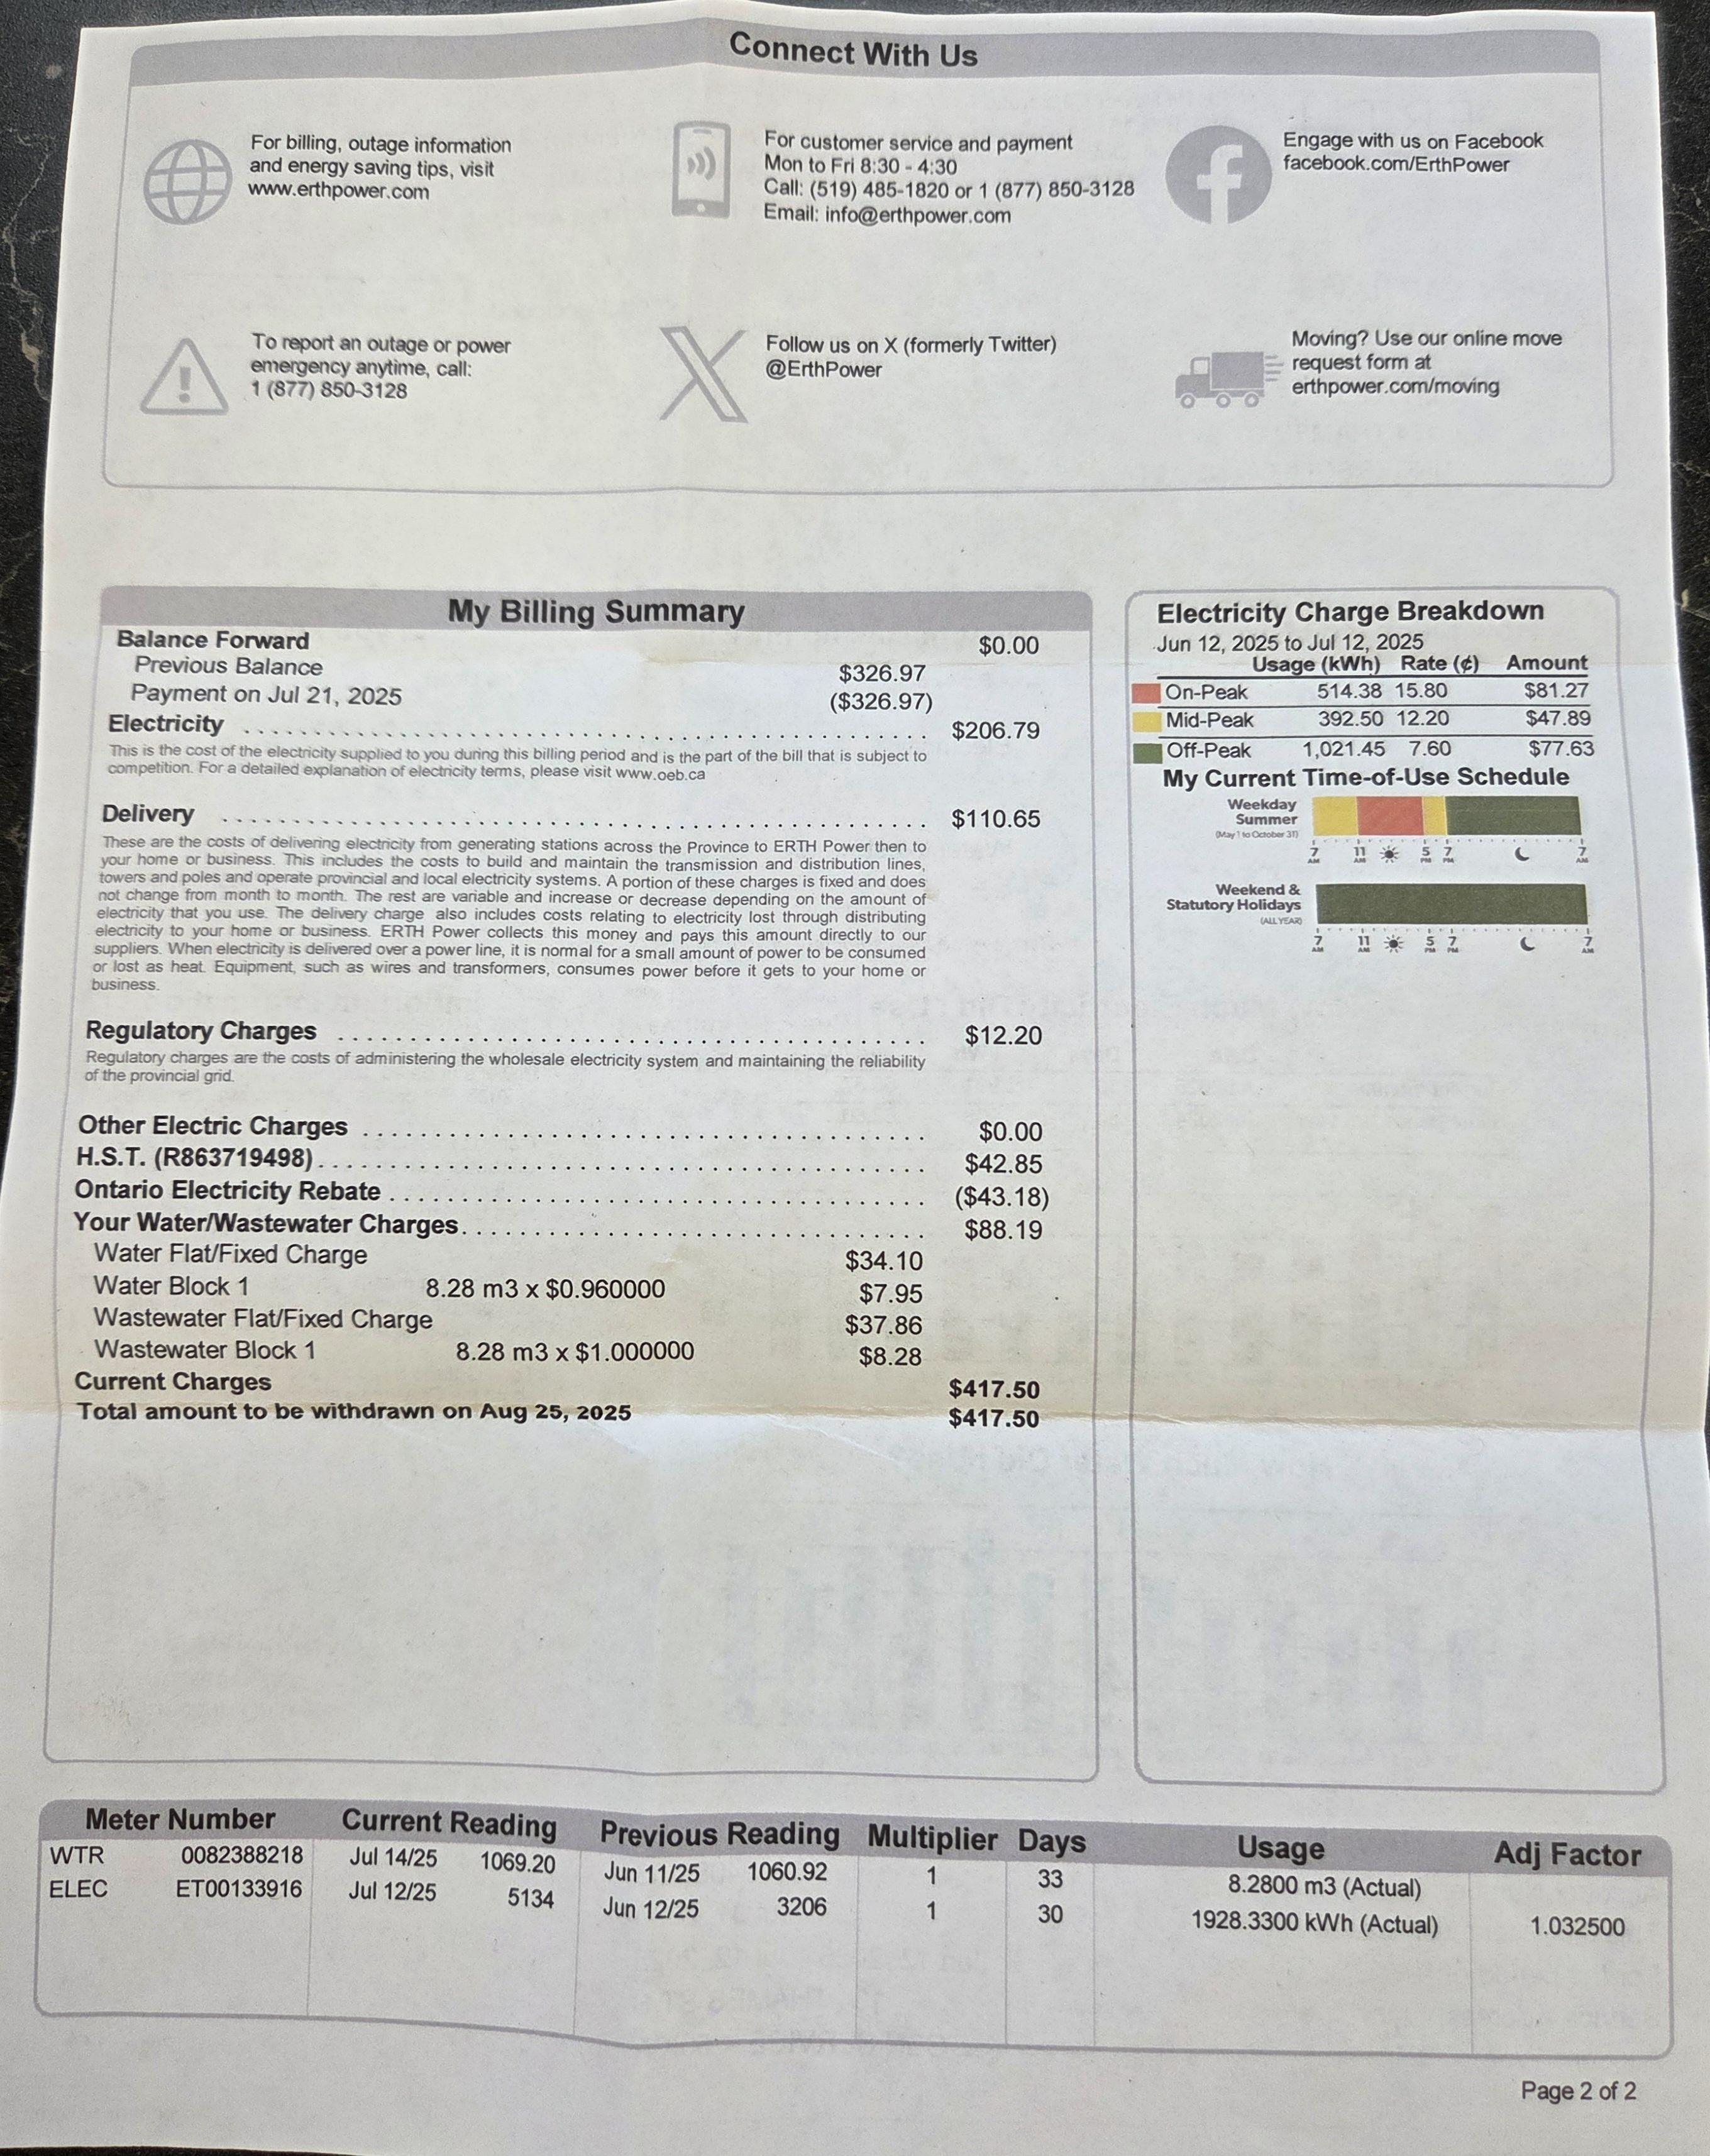 Connect With Us
For billing, outage information
and energy saving tips, visit
www.erthpower.com
For customer service and payment
Mon to Fri 8:30 - 4:30
Call: (519) 485-1820 or 1 (877) 850-3128
Email: info@erthpower.com
Engage with us on Facebook
facebook.com/ErthPower
To report an outage or power
emergency anytime, call:
1 (877) 850-3128
Follow us on X (formerly Twitter)
@ErthPower
Moving? Use our online move
request form at
erthpower.com/moving
My Billing Summary
Balance Forward $0.00
Previous Balance $326.97
Payment on Jul 21, 2025 ($326.97)
Electricity $206.79
This is the cost of the electricity supplied to you during this billing period and is the part of the bill that is subject to
competition. For a detailed explanation of electricity terms, please visit www.oeb.ca
Delivery $110.65
These are the costs of delivering electricity from generating stations across the Province to ERTH Power then to
your home or business. This includes the costs to build and maintain the transmission and distribution lines,
towers and poles and operate provincial and local electricity systems. A portion of these charges is fixed and does
not change from month to month. The rest are variable and increase or decrease depending on the amount of
electricity that you use. The delivery charge also includes costs relating to electricity lost through distributing
electricity to your home or business. ERTH Power collects this money and pays this amount directly to our
suppliers. When electricity is delivered over a power line, it is normal for a small amount of power to be consumed
or lost as heat. Equipment, such as wires and transformers, consumes power before it gets to your home or
business.
Regulatory Charges $12.20
Regulatory charges are the costs of administering the wholesale electricity system and maintaining the reliability
of the provincial grid.
Other Electric Charges $0.00
H.S.T. (R863719498) $42.85
Ontario Electricity Rebate ($43.18)
Your Water/Wastewater Charges $88.19
Water Flat/Fixed Charge $34.10
Water Block 1 8.28 m3 x $0.960000 $7.95
Wastewater Flat/Fixed Charge $37.86
Wastewater Block 1 8.28 m3 x $1.000000 $8.28
Current Charges $417.50
Total amount to be withdrawn on Aug 25, 2025 $417.50
Electricity Charge Breakdown
Jun 12, 2025 to Jul 12, 2025
Usage (kWh) Rate (¢) Amount
On-Peak 514.38 15.80 $81.27
Mid-Peak 392.50 12.20 $47.89
Off-Peak 1,021.45 7.60 $77.63
My Current Time-of-Use Schedule
Weekday
Summer
(May 1 to October 31)
7 AM 11 AM 5 PM 7 PM 7 AM
Weekend &
Statutory Holidays
(ALL YEAR)
7 AM 11 AM 5 PM 7 PM 7 AM
Meter Number Current Reading Previous Reading Multiplier Days Usage Adj Factor
WTR 0082388218 Jul 14/25 1069.20 Jun 11/25 1060.92 1 33 8.2800 m3 (Actual)
ELEC ET00133916 Jul 12/25 5134 Jun 12/25 3206 1 30 1928.3300 kWh (Actual) 1.032500
Page 2 of 2